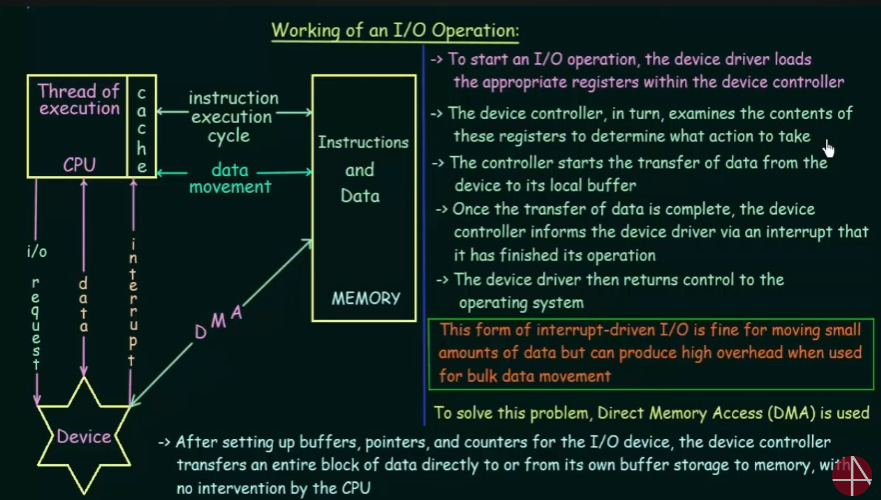 Working of an I/O Operation:
Thread of
execution
CPU
cache
instruction
execution
cycle
data
movement
Instructions
and
Data
MEMORY
i/o
request
data
interrupt
DMA
Device
-> To start an I/O operation, the device driver loads
the appropriate registers within the device controller
-> The device controller, in turn, examines the contents of
these registers to determine what action to take
-> The controller starts the transfer of data from the
device to its local buffer
-> Once the transfer of data is complete, the device
controller informs the device driver via an interrupt that
it has finished its operation
-> The device driver then returns control to the
operating system
This form of interrupt-driven I/O is fine for moving small
amounts of data but can produce high overhead when used
for bulk data movement
To solve this problem, Direct Memory Access (DMA) is used
-> After setting up buffers, pointers, and counters for the I/O device, the device controller
transfers an entire block of data directly to or from its own buffer storage to memory, with
no intervention by the CPU